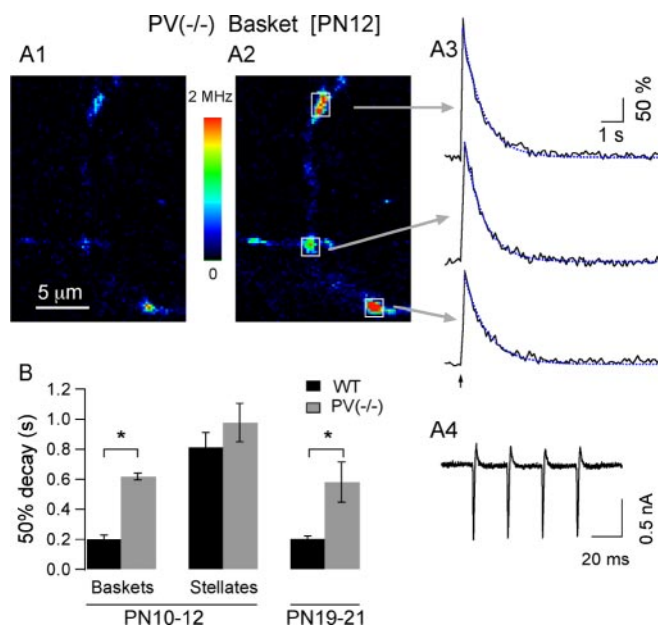 PV(-/-) Basket [PN12]
A1
A2
A3
2 MHz
0
5 μm
50 %
1 s
B
50% decay (s)
1.2
1.0
0.8
0.6
0.4
0.2
0.0
*
*
WT
PV(-/-)
Baskets
Stellates
PN10-12
PN19-21
A4
0.5 nA
20 ms